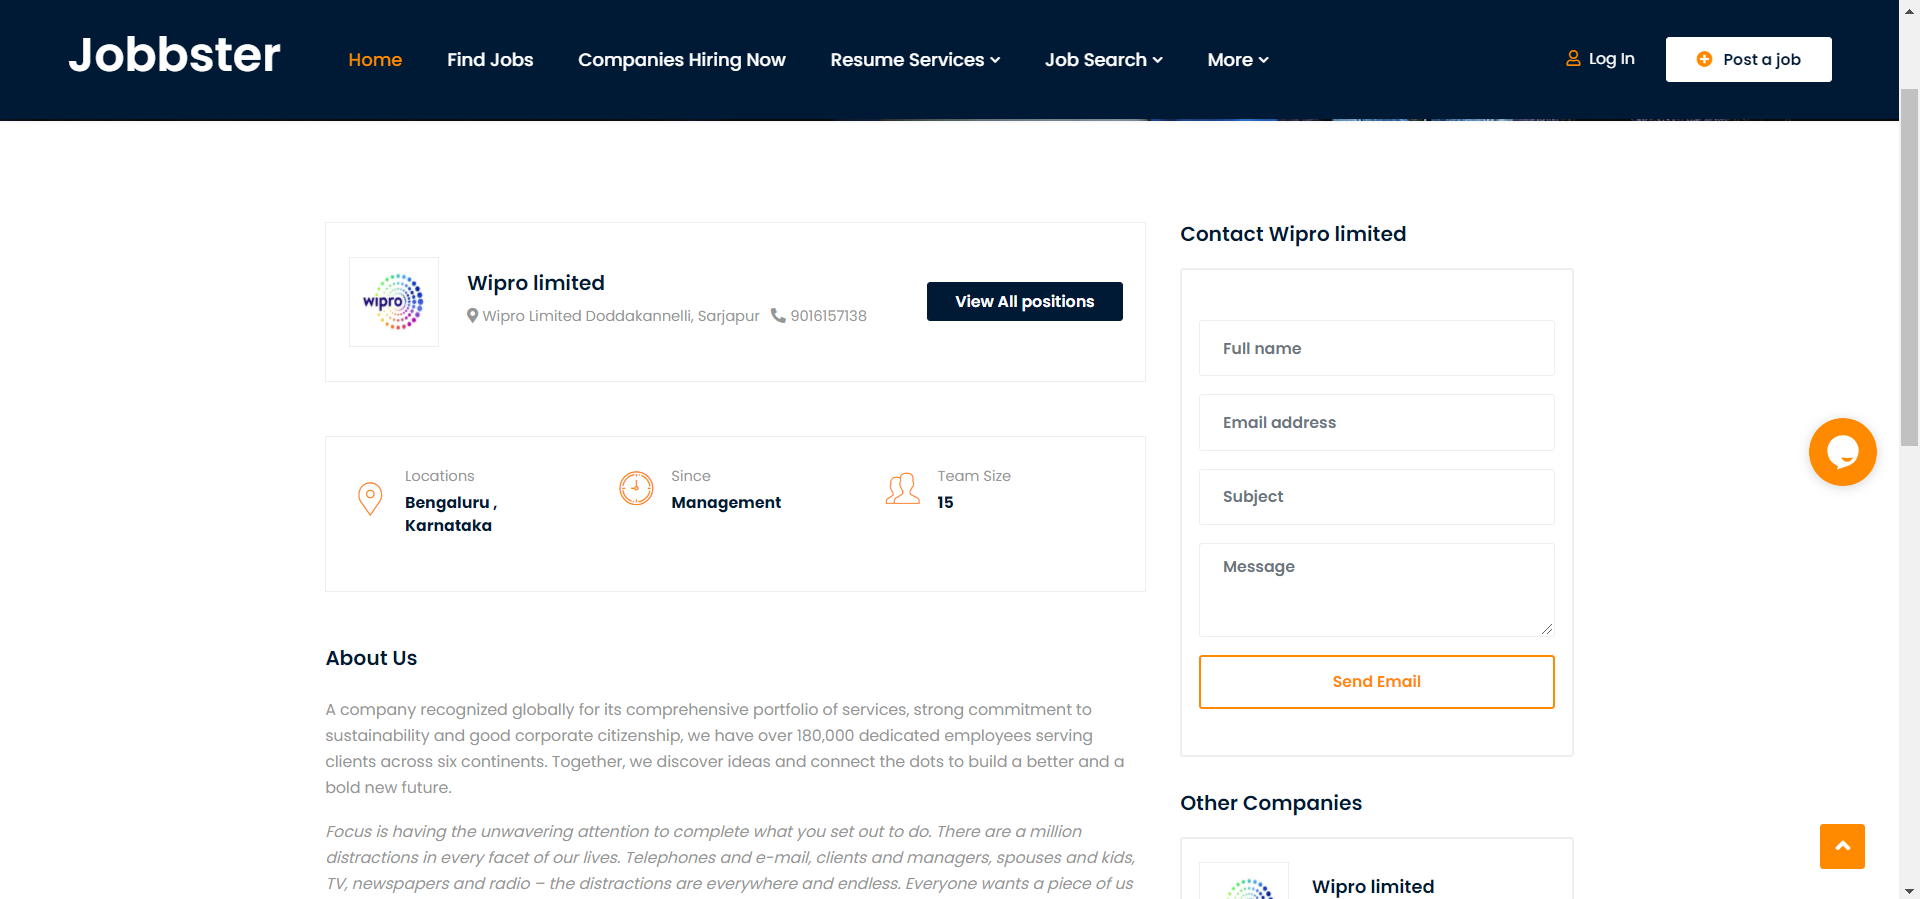 Jobbster
Home
Find Jobs
Companies Hiring Now
Resume Services
Job Search
More
Log In
Post a job
wipro
Wipro limited
Wipro Limited Doddakannelli, Sarjapur
9016157138
View All positions
Locations
Bengaluru ,
Karnataka
Since
Management
Team Size
15
About Us
A company recognized globally for its comprehensive portfolio of services, strong commitment to
sustainability and good corporate citizenship, we have over 180,000 dedicated employees serving
clients across six continents. Together, we discover ideas and connect the dots to build a better and a
bold new future.
Focus is having the unwavering attention to complete what you set out to do. There are a million
distractions in every facet of our lives. Telephones and e-mail, clients and managers, spouses and kids,
TV, newspapers and radio – the distractions are everywhere and endless. Everyone wants a piece of us
Contact Wipro limited
Full name
Email address
Subject
Message
Send Email
Other Companies
Wipro limited